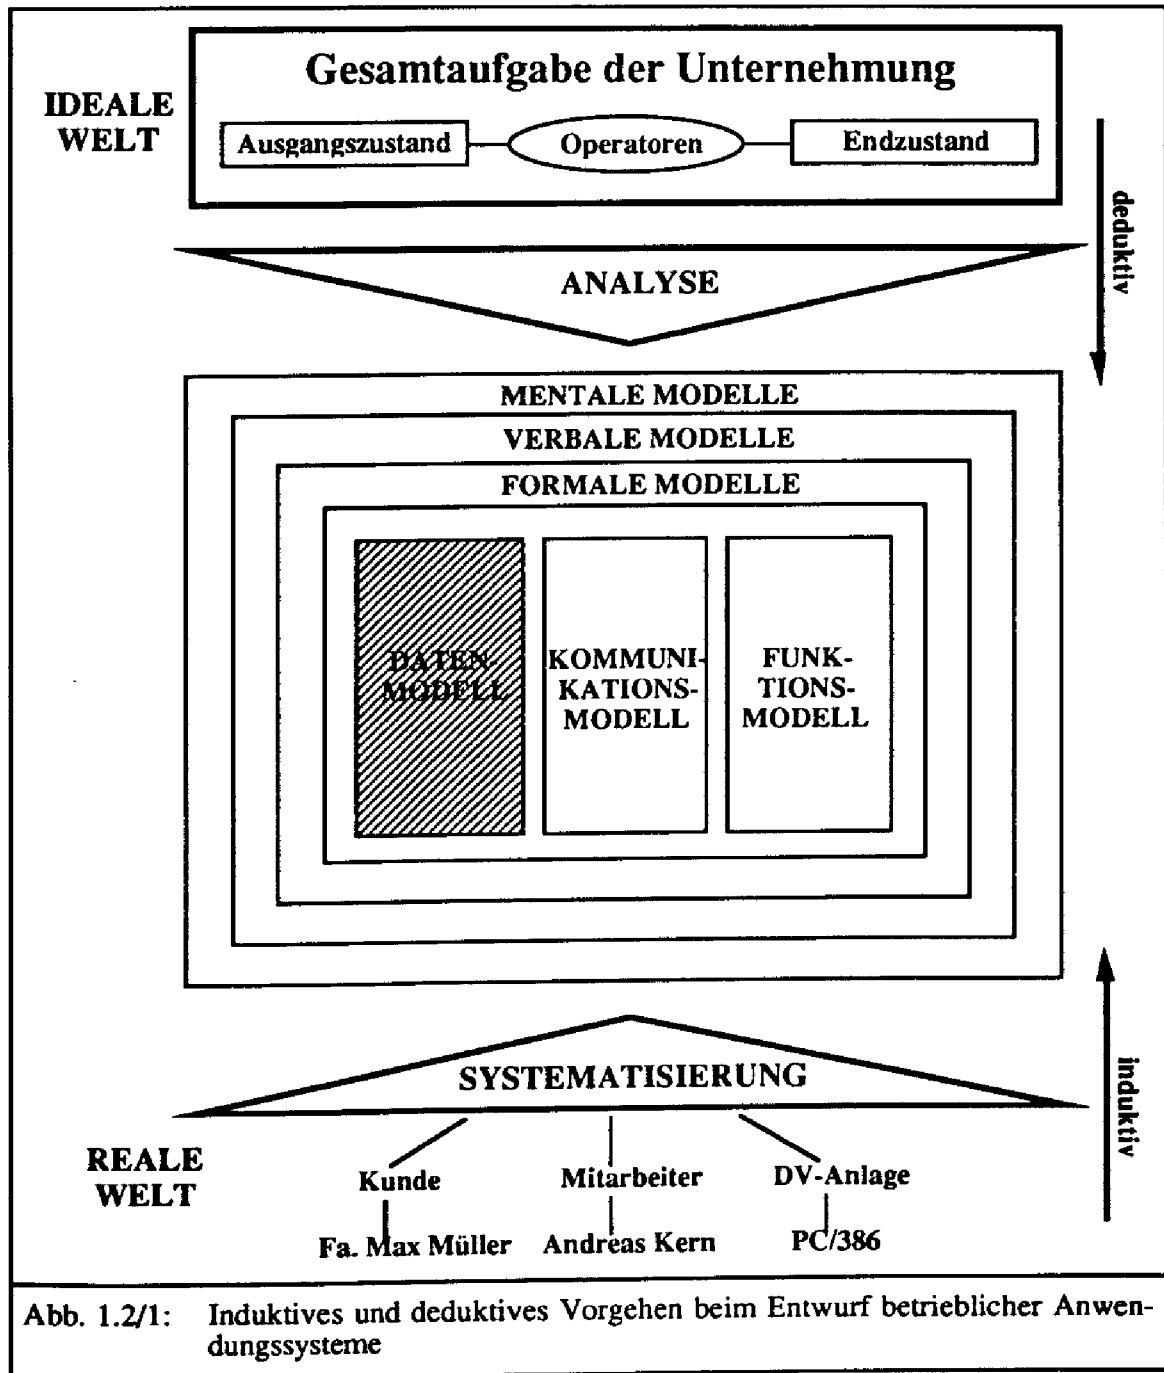 Gesamtaufgabe der Unternehmung
IDEALE
WELT
Ausgangszustand
Operatoren
Endzustand
deduktiv
ANALYSE
MENTALE MODELLE
VERBALE MODELLE
FORMALE MODELLE
DATEN-
MODELL
KOMMUNI-
KATIONS-
MODELL
FUNK-
TIONS-
MODELL
SYSTEMATISIERUNG
induktiv
REALE
WELT
Kunde
Mitarbeiter
DV-Anlage
Fa. Max Müller
Andreas Kern
PC/386
Abb. 1.2/1: Induktives und deduktives Vorgehen beim Entwurf betrieblicher Anwen-
dungssysteme